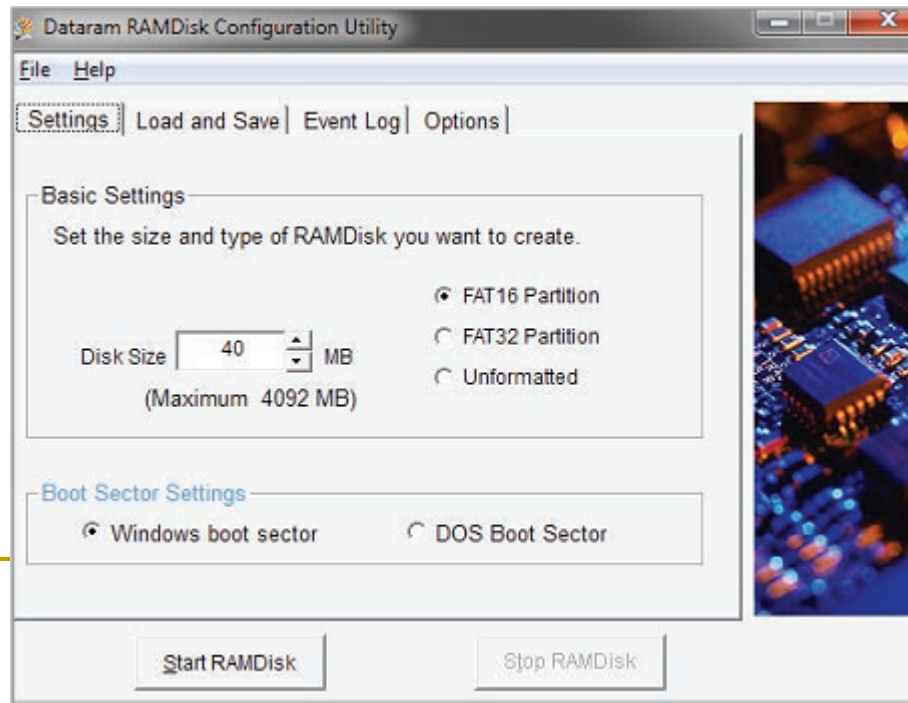 Dataram RAMDisk Configuration Utility
File Help
Settings Load and Save Event Log Options
Basic Settings
Set the size and type of RAMDisk you want to create.
FAT16 Partition
FAT32 Partition
Disk Size 40 MB
Unformatted
(Maximum 4092 MB)
Boot Sector Settings
Windows boot sector DOS Boot Sector
Start RAMDisk Stop RAMDisk